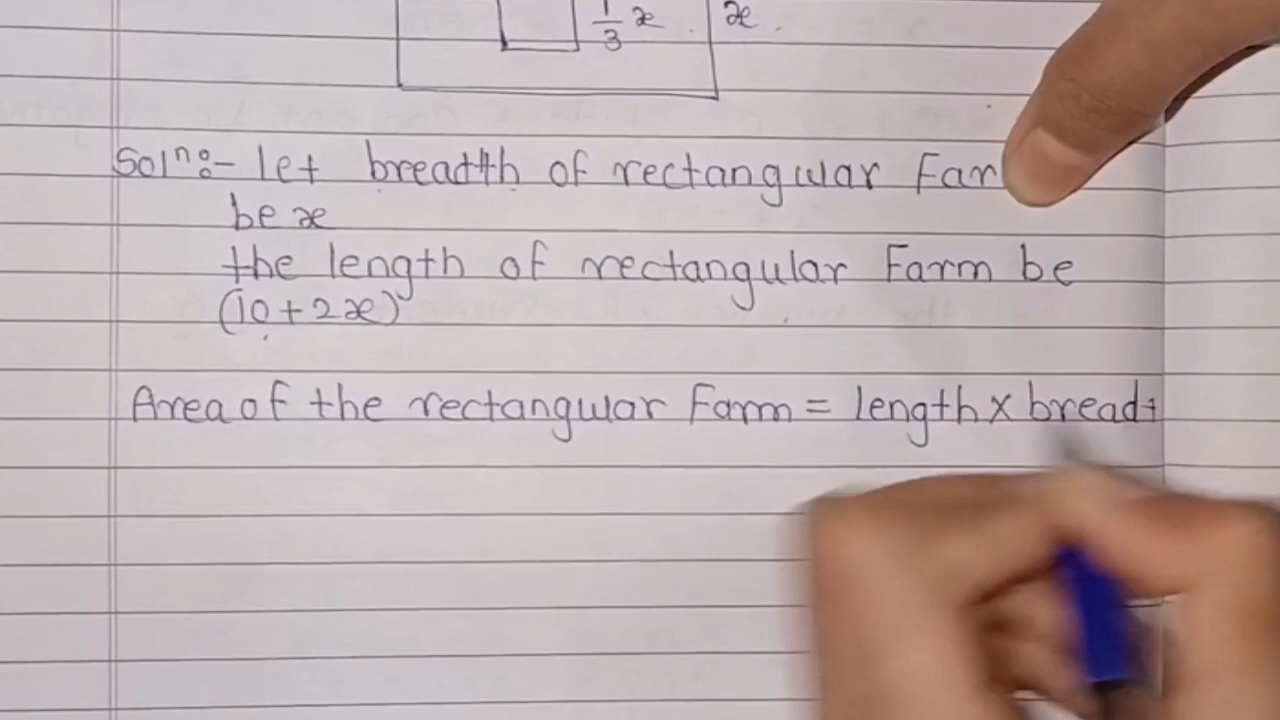 1/3 x x
Solⁿ:- let breadth of rectangular Far
be x
the length of rectangular Farm be
(10+2x)
Area of the rectangular Farm = length x breadt